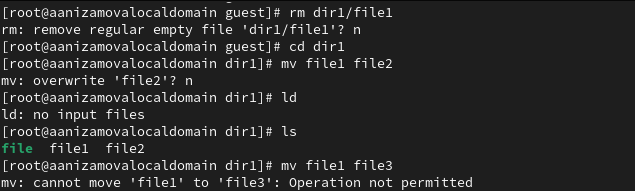 [root@aanizamovalocaldomain guest]# rm dir1/file1
rm: remove regular empty file 'dir1/file1'? n
[root@aanizamovalocaldomain guest]# cd dir1
[root@aanizamovalocaldomain dir1]# mv file1 file2
mv: overwrite 'file2'? n
[root@aanizamovalocaldomain dir1]# ld
ld: no input files
[root@aanizamovalocaldomain dir1]# ls
file  file1  file2
[root@aanizamovalocaldomain dir1]# mv file1 file3
mv: cannot move 'file1' to 'file3': Operation not permitted